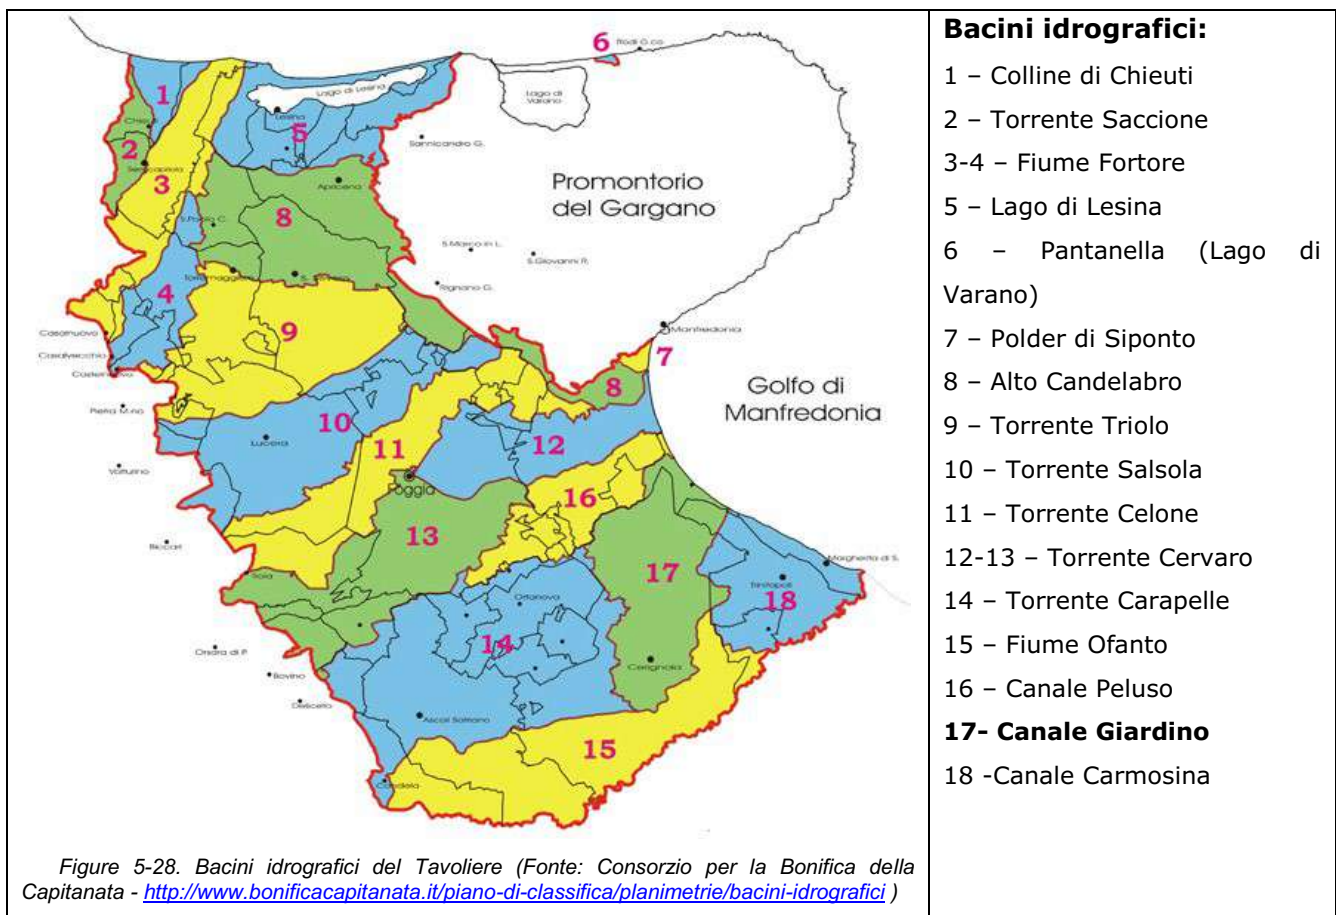 6
Rodi G.co
1
Lago di Lesina
Lago di
Varano
Lesina
Chieuti
5
2
Sannicandro G.
Serracapriola
3
Apricena
Promontorio
del Gargano
8
S.Paolo C.
S.Marco in L.
S.Giovanni R.
Torremaggiore
4
Rignano G.
9
Casalnuovo
Manfredonia
Casalvecchio
7
Castelnuovo
8
Golfo di
Manfredonia
Pietra M.no
10
Lucera
11
12
Volturino
Foggia
16
13
Biccari
Margherita di S.
Troia
17
Trinitapoli
18
Ortanova
14
Orsara di P.
Cerignola
Bovino
Deliceto
Ascoli Satriano
15
Candela
Figure 5-28. Bacini idrografici del Tavoliere (Fonte: Consorzio per la Bonifica della
Capitanata - http://www.bonificacapitanata.it/piano-di-classifica/planimetrie/bacini-idrografici )
Bacini idrografici:
1 – Colline di Chieuti
2 – Torrente Saccione
3-4 – Fiume Fortore
5 – Lago di Lesina
6 – Pantanella (Lago di
Varano)
7 – Polder di Siponto
8 – Alto Candelabro
9 – Torrente Triolo
10 – Torrente Salsola
11 – Torrente Celone
12-13 – Torrente Cervaro
14 – Torrente Carapelle
15 – Fiume Ofanto
16 – Canale Peluso
17- Canale Giardino
18 -Canale Carmosina